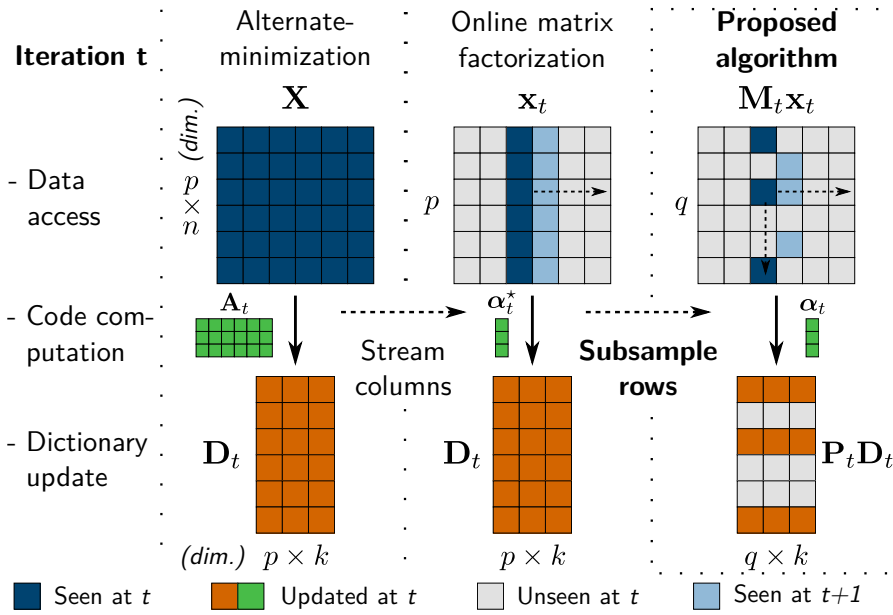 Iteration t
Alternate-
minimization
Online matrix
factorization
Proposed
algorithm
X
x_t
M_t x_t
- Data
access
p × n (dim.)
p
q
- Code com-
putation
A_t
α_t^⋆
α_t
Stream
columns
Subsample
rows
- Dictionary
update
D_t
D_t
P_t D_t
(dim.) p × k
p × k
q × k
Seen at t
Updated at t
Unseen at t
Seen at t+1